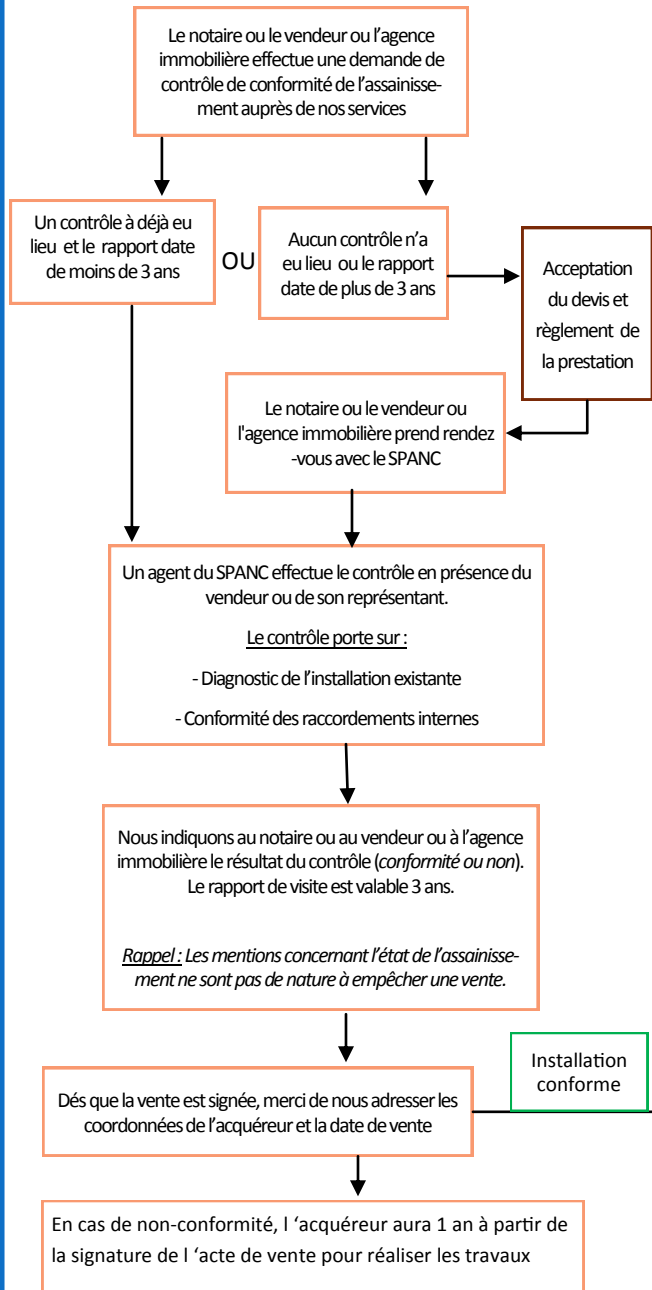 Le notaire ou le vendeur ou l’agence
immobilière effectue une demande de
contrôle de conformité de l’assainisse-
ment auprès de nos services
Un contrôle à déjà eu
lieu et le rapport date
de moins de 3 ans
OU
Aucun contrôle n’a
eu lieu ou le rapport
date de plus de 3 ans
Acceptation
du devis et
règlement de
la prestation
Le notaire ou le vendeur ou
l'agence immobilière prend rendez
-vous avec le SPANC
Un agent du SPANC effectue le contrôle en présence du
vendeur ou de son représentant.
Le contrôle porte sur :
- Diagnostic de l’installation existante
- Conformité des raccordements internes
Nous indiquons au notaire ou au vendeur ou à l’agence
immobilière le résultat du contrôle (conformité ou non).
Le rapport de visite est valable 3 ans.
Rappel : Les mentions concernant l’état de l’assainisse-
ment ne sont pas de nature à empêcher une vente.
Installation
conforme
Dés que la vente est signée, merci de nous adresser les
coordonnées de l’acquéreur et la date de vente
En cas de non-conformité, l ‘acquéreur aura 1 an à partir de
la signature de l ‘acte de vente pour réaliser les travaux